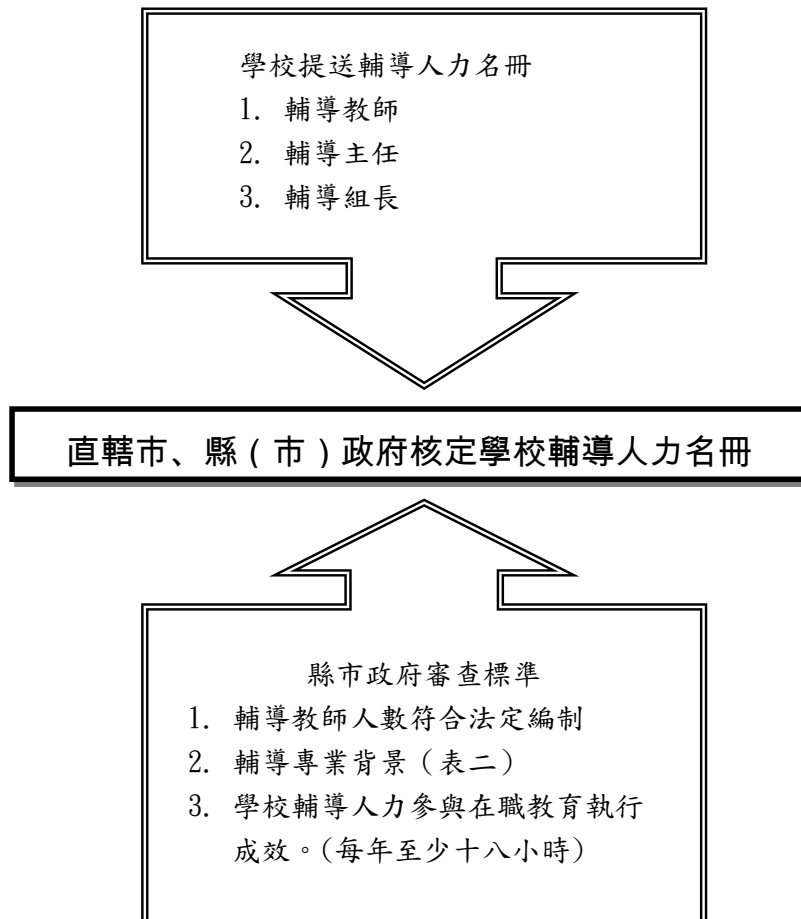 學校提送輔導人力名冊
1. 輔導教師
2. 輔導主任
3. 輔導組長
直轄市、縣（市）政府核定學校輔導人力名冊
縣市政府審查標準
1. 輔導教師人數符合法定編制
2. 輔導專業背景（表二）
3. 學校輔導人力參與在職教育執行
成效。(每年至少十八小時)